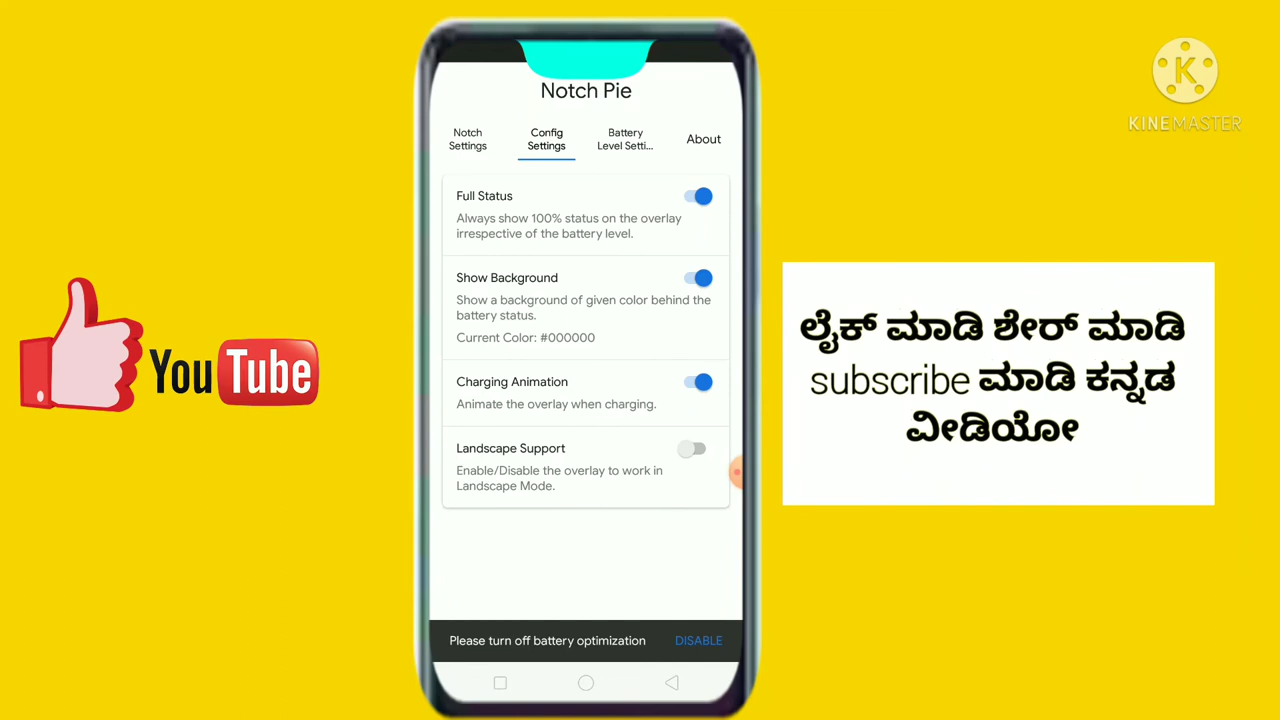 KINEMASTER
Notch Pie
Notch Settings
Config Settings
Battery Level Setti...
About
Full Status
Always show 100% status on the overlay
irrespective of the battery level.
Show Background
Show a background of given color behind the
battery status.
Current Color: #000000
Charging Animation
Animate the overlay when charging.
Landscape Support
Enable/Disable the overlay to work in
Landscape Mode.
Please turn off battery optimization DISABLE
YouTube
ಲೈಕ್ ಮಾಡಿ ಶೇರ್ ಮಾಡಿ
subscribe ಮಾಡಿ ಕನ್ನಡ
ವೀಡಿಯೋ